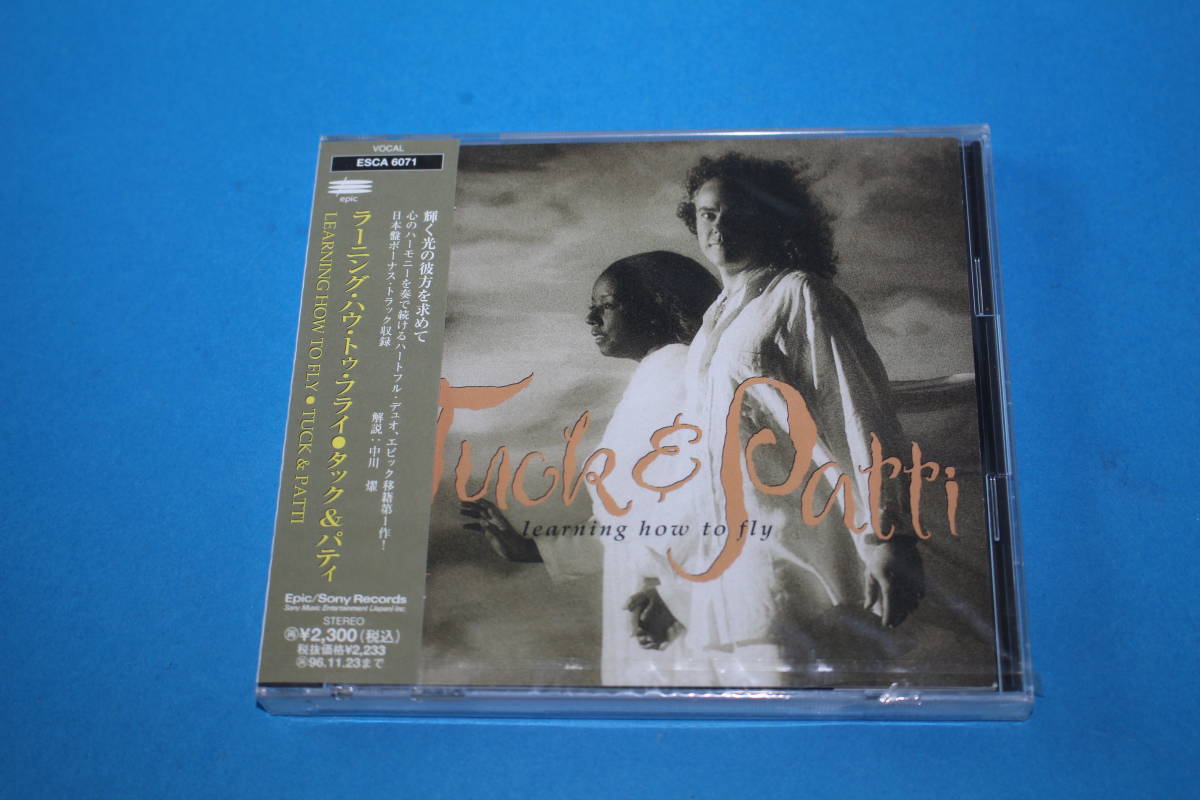 VOCAL
ESCA 6071
epic
輝く光の彼方を求めて
心のハーモニーを奏で続けるハートフル・デュオ、エピック移籍第1作!
日本盤ボーナス・トラック収録
解説:中川 燿
ラーニング・ハウ・トゥ・フライ●タック&パティ
LEARNING HOW TO FLY●TUCK & PATTI
Epic/Sony Records
Sony Music Entertainment (Japan) Inc.
STEREO
再¥2,300(税込)
税抜価格¥2,233
再96.11.23まで
Tuck & Patti
learning how to fly